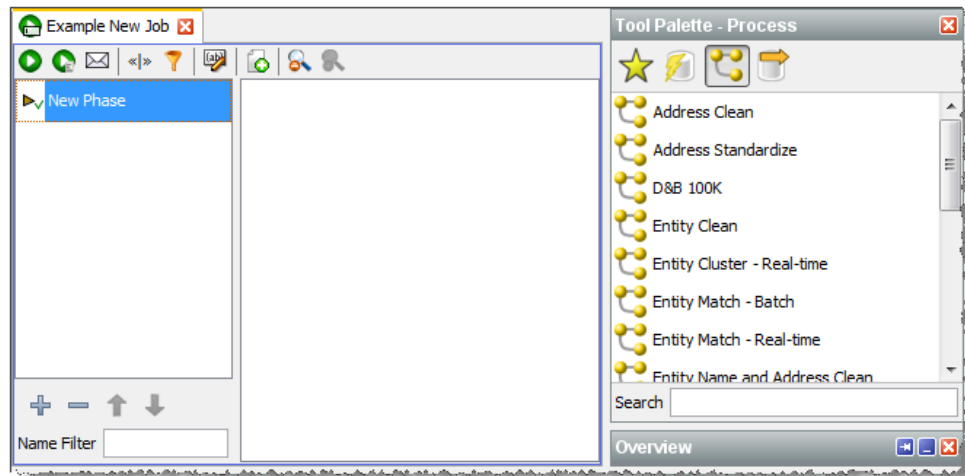 Example New Job
Tool Palette - Process
New Phase
Address Clean
Address Standardize
D&B 100K
Entity Clean
Entity Cluster - Real-time
Entity Match - Batch
Entity Match - Real-time
Entity Name and Address Clean
Search
Name Filter
Overview